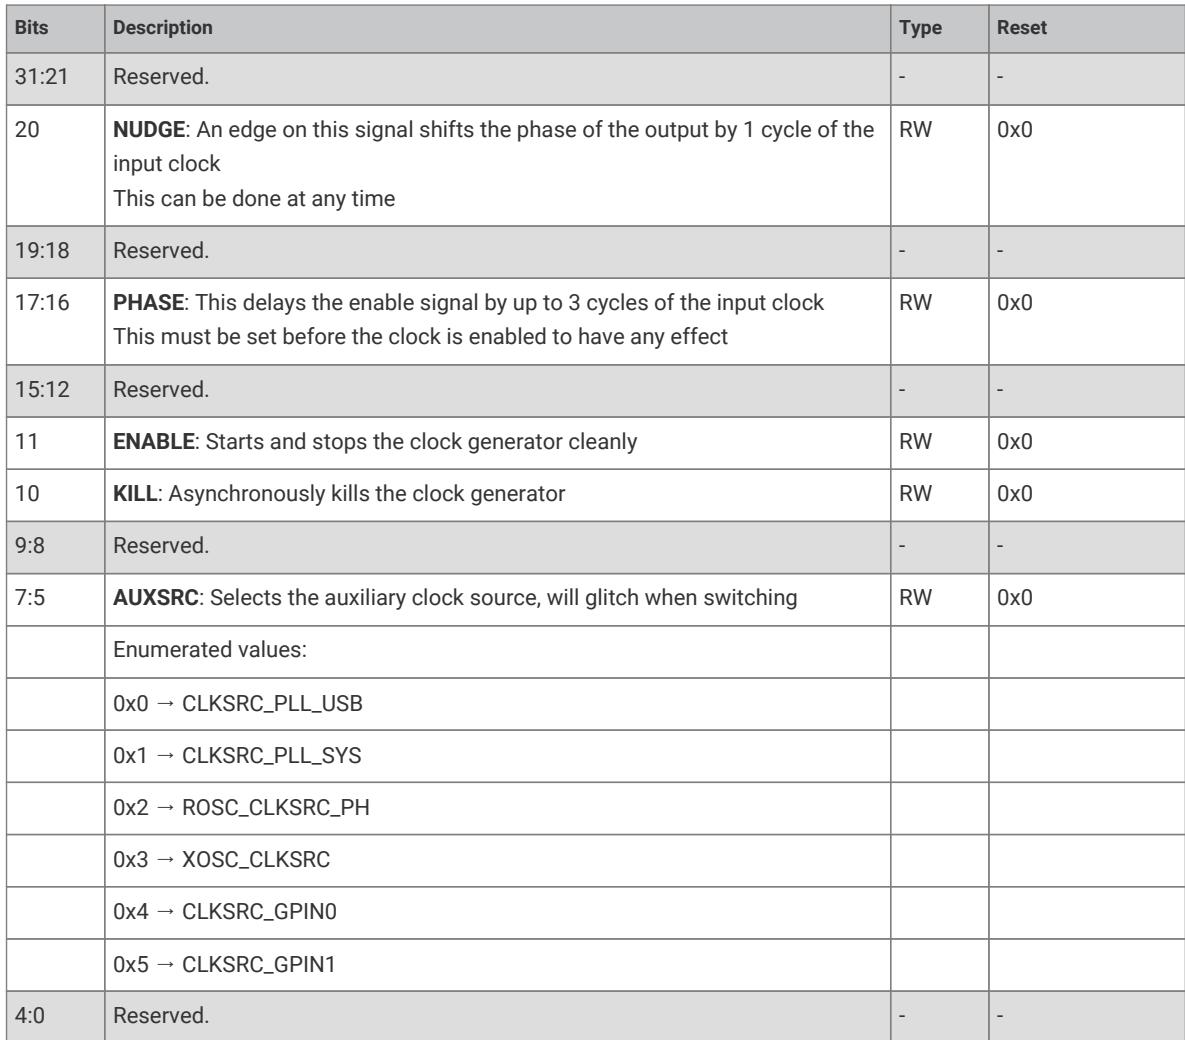 Bits Description Type Reset
31:21 Reserved. - -
20 NUDGE: An edge on this signal shifts the phase of the output by 1 cycle of the RW 0x0
input clock
This can be done at any time
19:18 Reserved. - -
17:16 PHASE: This delays the enable signal by up to 3 cycles of the input clock RW 0x0
This must be set before the clock is enabled to have any effect
15:12 Reserved. - -
11 ENABLE: Starts and stops the clock generator cleanly RW 0x0
10 KILL: Asynchronously kills the clock generator RW 0x0
9:8 Reserved. - -
7:5 AUXSRC: Selects the auxiliary clock source, will glitch when switching RW 0x0
Enumerated values:
0x0 → CLKSRC_PLL_USB
0x1 → CLKSRC_PLL_SYS
0x2 → ROSC_CLKSRC_PH
0x3 → XOSC_CLKSRC
0x4 → CLKSRC_GPIN0
0x5 → CLKSRC_GPIN1
4:0 Reserved. - -